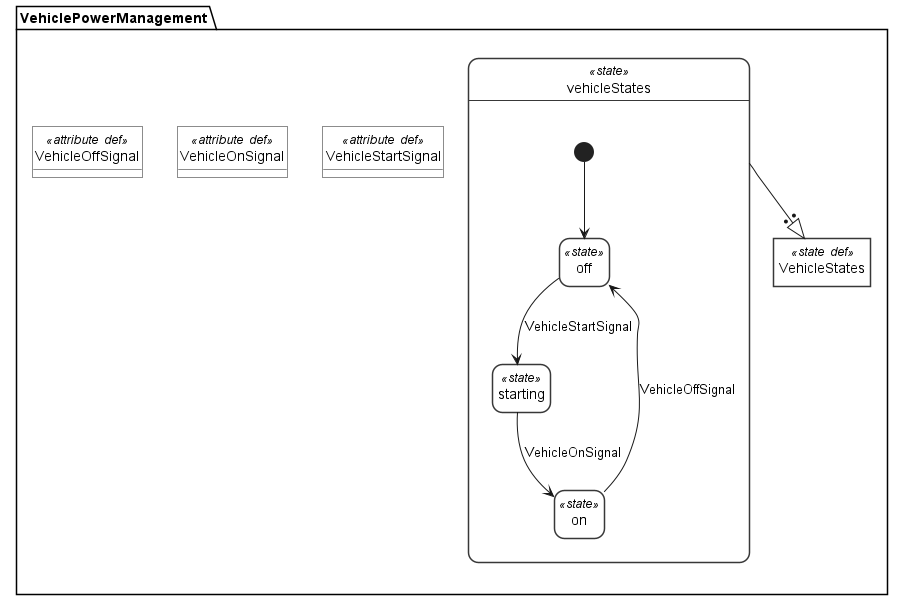 VehiclePowerManagement
«attribute def»
VehicleOffSignal
«attribute def»
VehicleOnSignal
«attribute def»
VehicleStartSignal
«state»
vehicleStates
«state»
off
VehicleStartSignal
«state»
starting
VehicleOffSignal
VehicleOnSignal
«state»
on
«state def»
VehicleStates